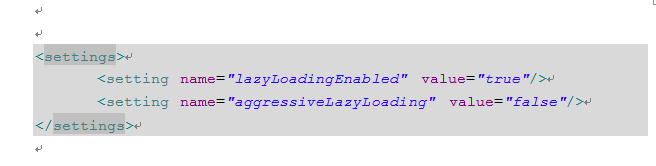 <settings>
<setting name="lazyLoadingEnabled" value="true"/>
<setting name="aggressiveLazyLoading" value="false"/>
</settings>